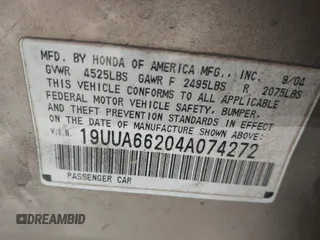 MFD. BY HONDA OF AMERICA MFG., INC. 9/04
GVWR 4525LBS GAWR F 2495LBS R 2075LBS
THIS VEHICLE CONFORMS TO ALL APPLICABLE
FEDERAL MOTOR VEHICLE SAFETY, BUMPER,
AND THEFT PREVENTION STANDARDS IN EFFECT
ON THE DATE OF MANUFACTURE SHOWN ABOVE.
V.I.N. 19UUA66204A074272
PASSENGER CAR
DREAMBID